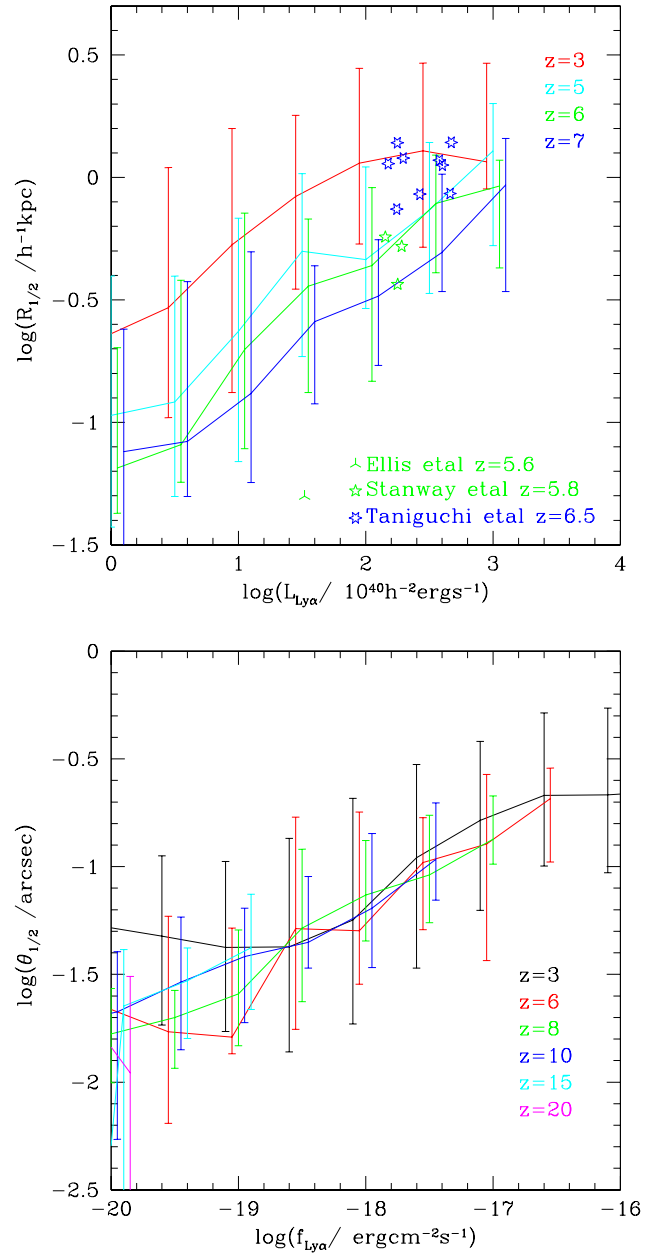 0.5
z=3
z=5
z=6
z=7
0
log(R1/2 /h−1kpc)
−0.5
−1
Ellis etal z=5.6
Stanway etal z=5.8
Taniguchi etal z=6.5
−1.5
0 1 2 3 4
log(LLyα/ 10⁴⁰h⁻²ergs⁻¹)
0
−0.5
−1
log(θ1/2 /arcsec)
−1.5
z=3
z=6
z=8
z=10
z=15
z=20
−2
−2.5
−20 −19 −18 −17 −16
log(fLyα/ ergcm⁻²s⁻¹)